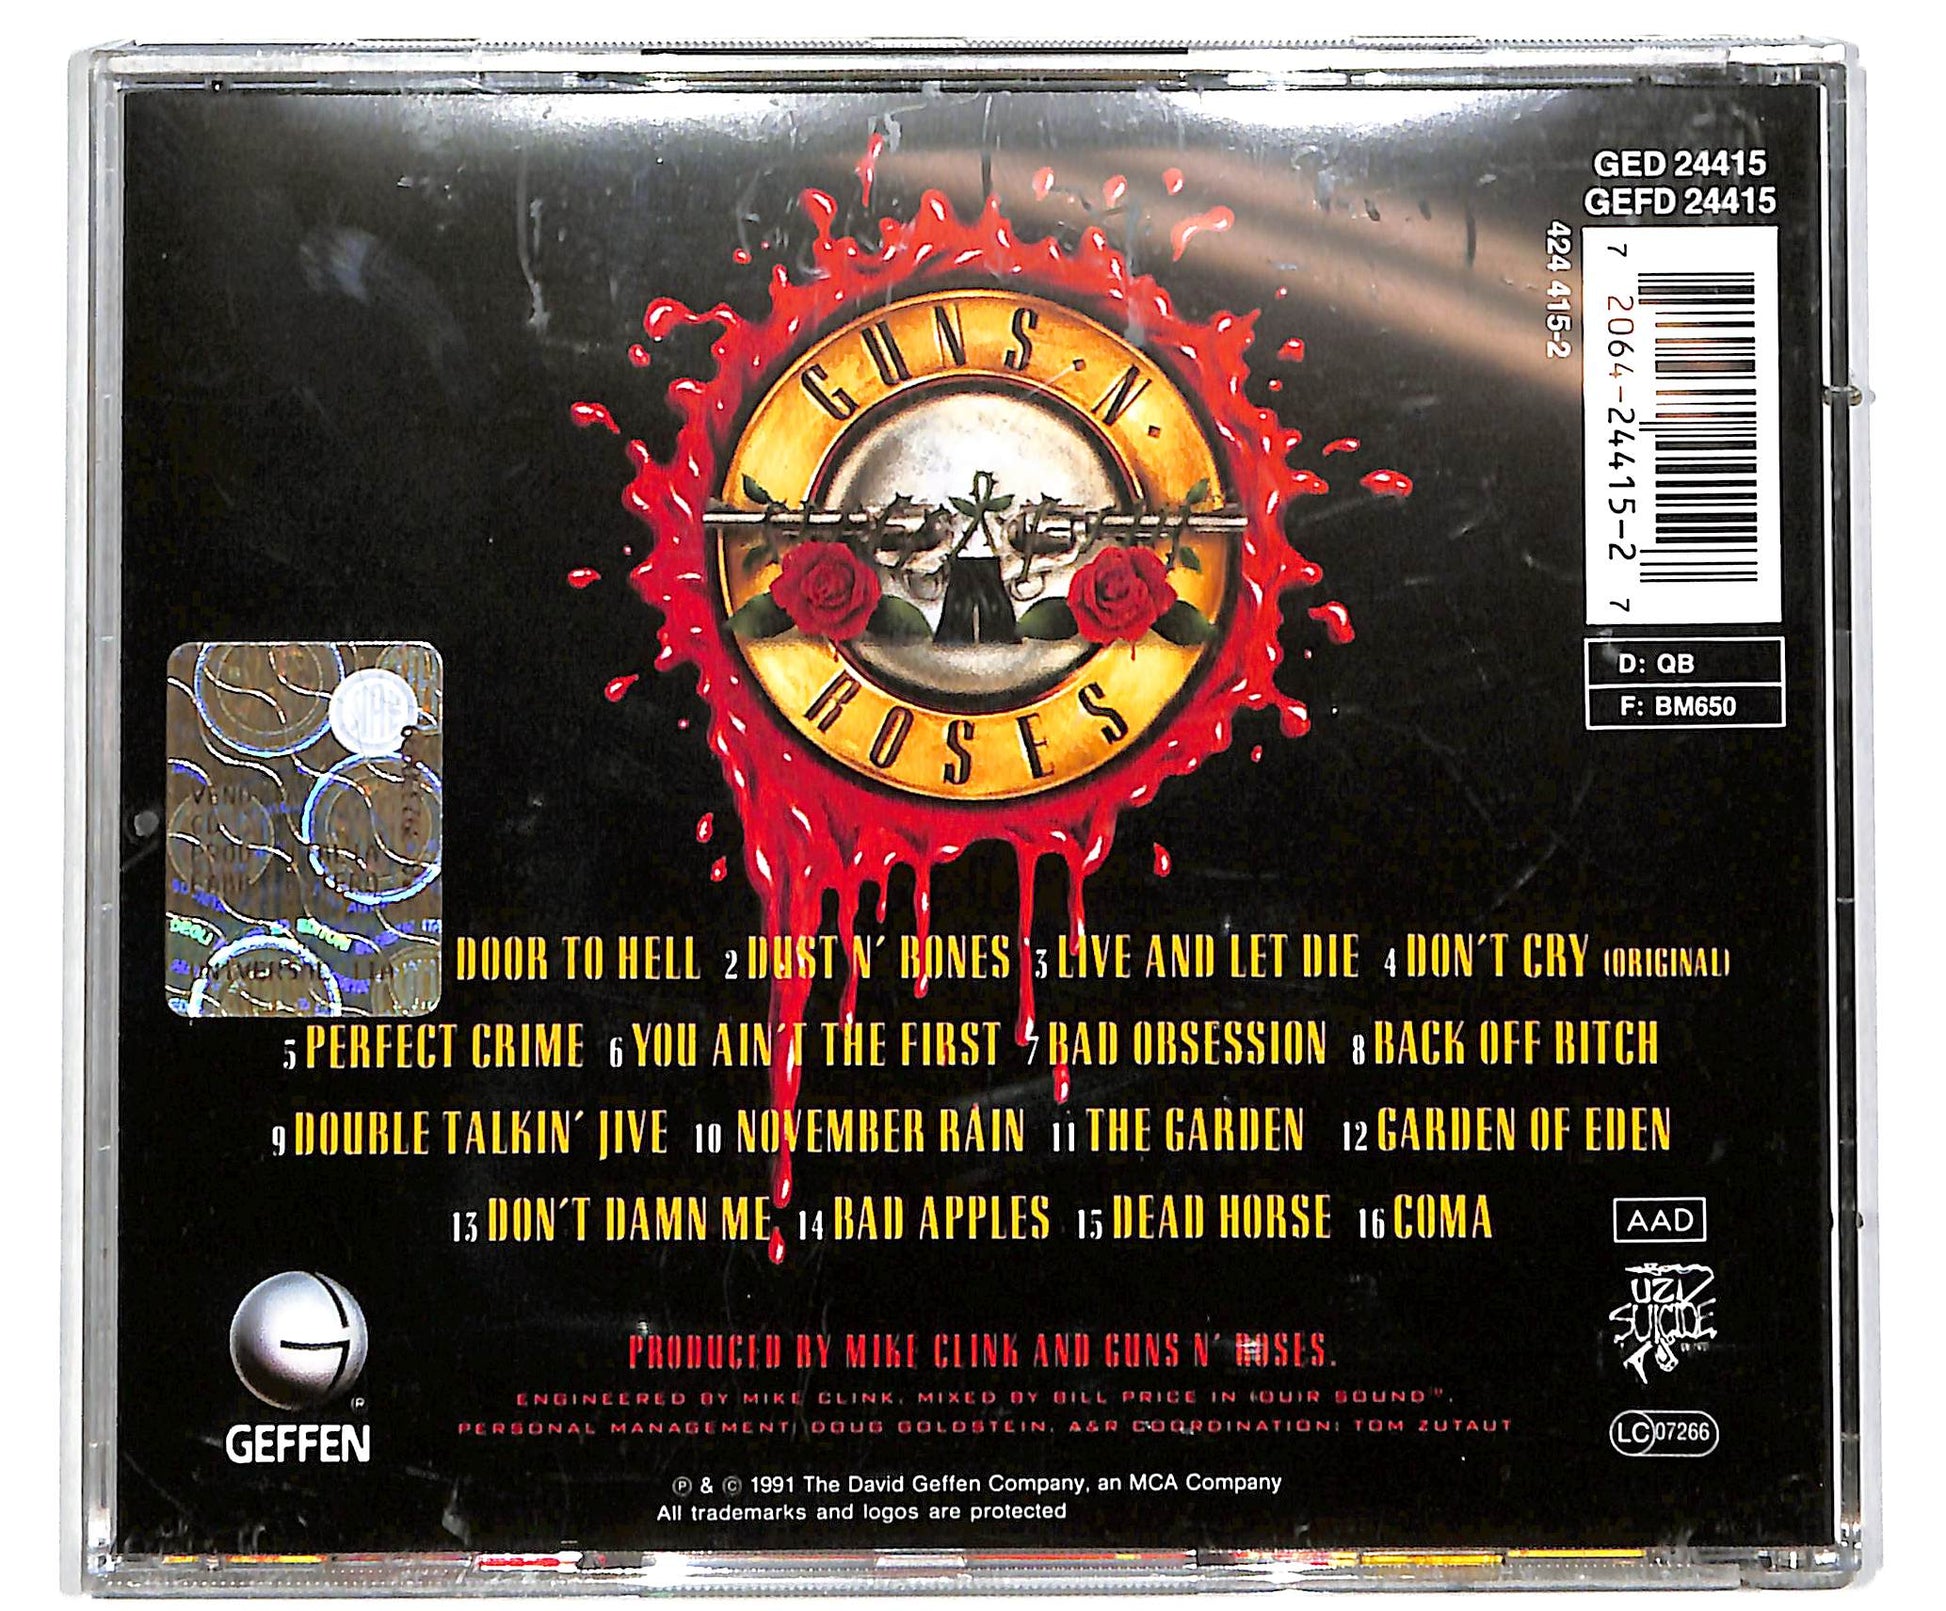 GED 24415
GEFD 24415
424 415-2
7 2064-24415-2 7
D: QB
F: BM650
GUNS·N·
ROSES
UNIVERSAL ITA
DOOR TO HELL 2 DUST N' BONES 3 LIVE AND LET DIE 4 DON'T CRY (ORIGINAL)
5 PERFECT CRIME 6 YOU AIN'T THE FIRST 7 BAD OBSESSION 8 BACK OFF BITCH
9 DOUBLE TALKIN' JIVE 10 NOVEMBER RAIN 11 THE GARDEN 12 GARDEN OF EDEN
13 DON'T DAMN ME 14 BAD APPLES 15 DEAD HORSE 16 COMA
AAD
UZI
SUICIDE
LC 07266
GEFFEN
PRODUCED BY MIKE CLINK AND GUNS N' ROSES.
ENGINEERED BY MIKE CLINK, MIXED BY BILL PRICE IN SOUND™.
PERSONAL MANAGEMENT: DOUG GOLDSTEIN, A&R COORDINATION: TOM ZUTAUT
Ⓟ & © 1991 The David Geffen Company, an MCA Company
All trademarks and logos are protected